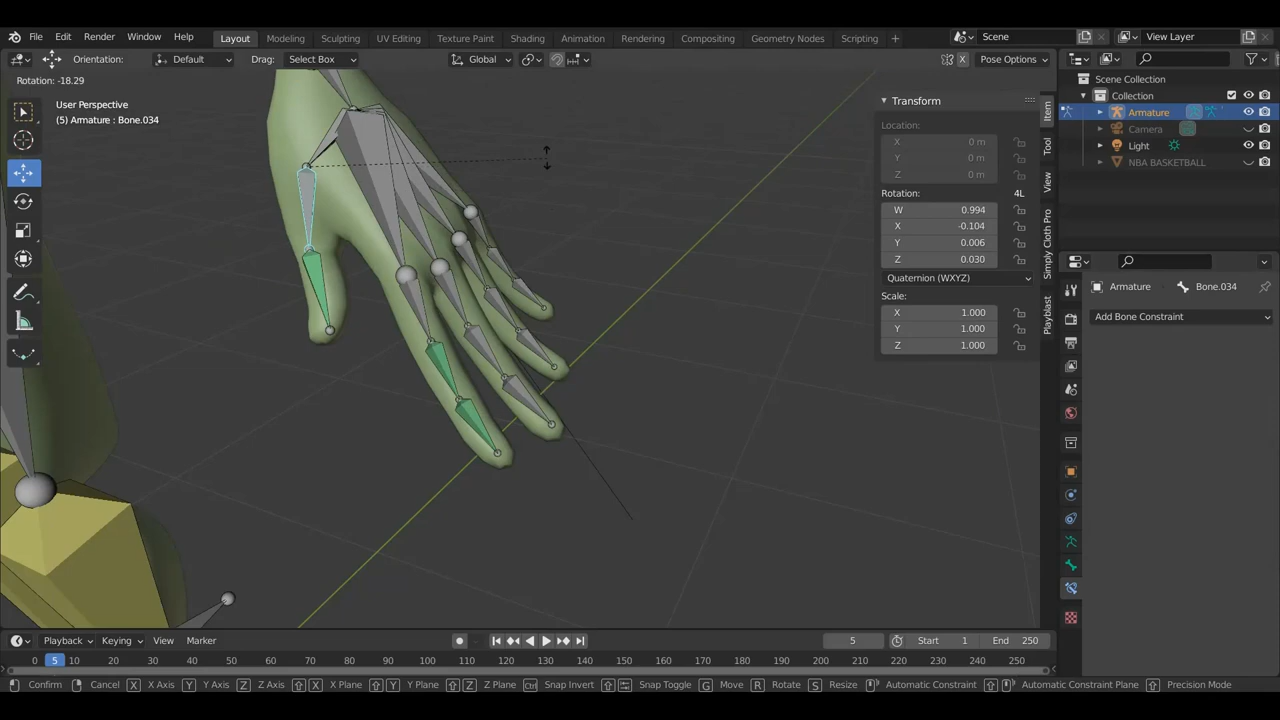 File Edit Render Window Help Layout Modeling Sculpting UV Editing Texture Paint Shading Animation Rendering Compositing Geometry Nodes Scripting + Scene View Layer
Orientation: Default Drag: Select Box Global X Pose Options
Rotation: -18.29
User Perspective
(5) Armature : Bone.034
Transform
Location:
X 0 m
Y 0 m
Z 0 m
Rotation: 4L
W 0.994
X -0.104
Y 0.006
Z 0.030
Quaternion (WXYZ)
Scale:
X 1.000
Y 1.000
Z 1.000
Item
Tool
View
Simply Cloth Pro
Playblast
Scene Collection
Collection
Armature
Camera
Light
NBA BASKETBALL
Armature Bone.034
Add Bone Constraint
Playback Keying View Marker 5 Start 1 End 250
0 5 10 20 30 40 50 60 70 80 90 100 110 120 130 140 150 160 170 180 190 200 210 220 230 240 250
Confirm Cancel X X Axis Y Y Axis Z Z Axis X X Plane Y Y Plane Z Z Plane Ctrl Snap Invert Snap Toggle G Move R Rotate S Resize Automatic Constraint Automatic Constraint Plane Precision Mode